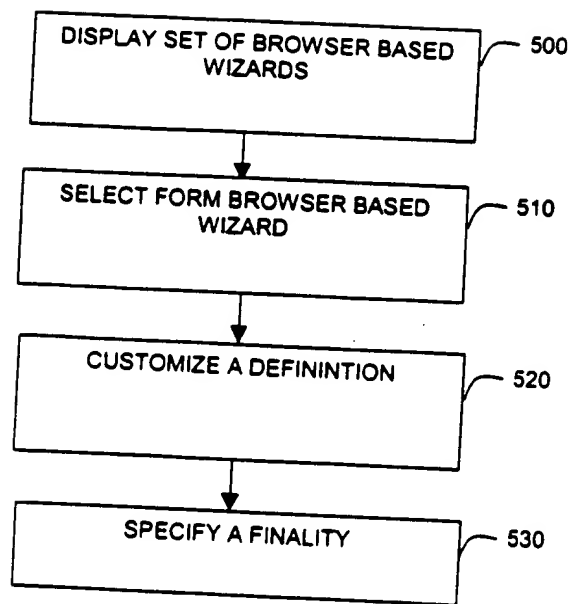 DISPLAY SET OF BROWSER BASED
WIZARDS
500
SELECT FORM BROWSER BASED
WIZARD
510
CUSTOMIZE A DEFININTION
520
SPECIFY A FINALITY
530